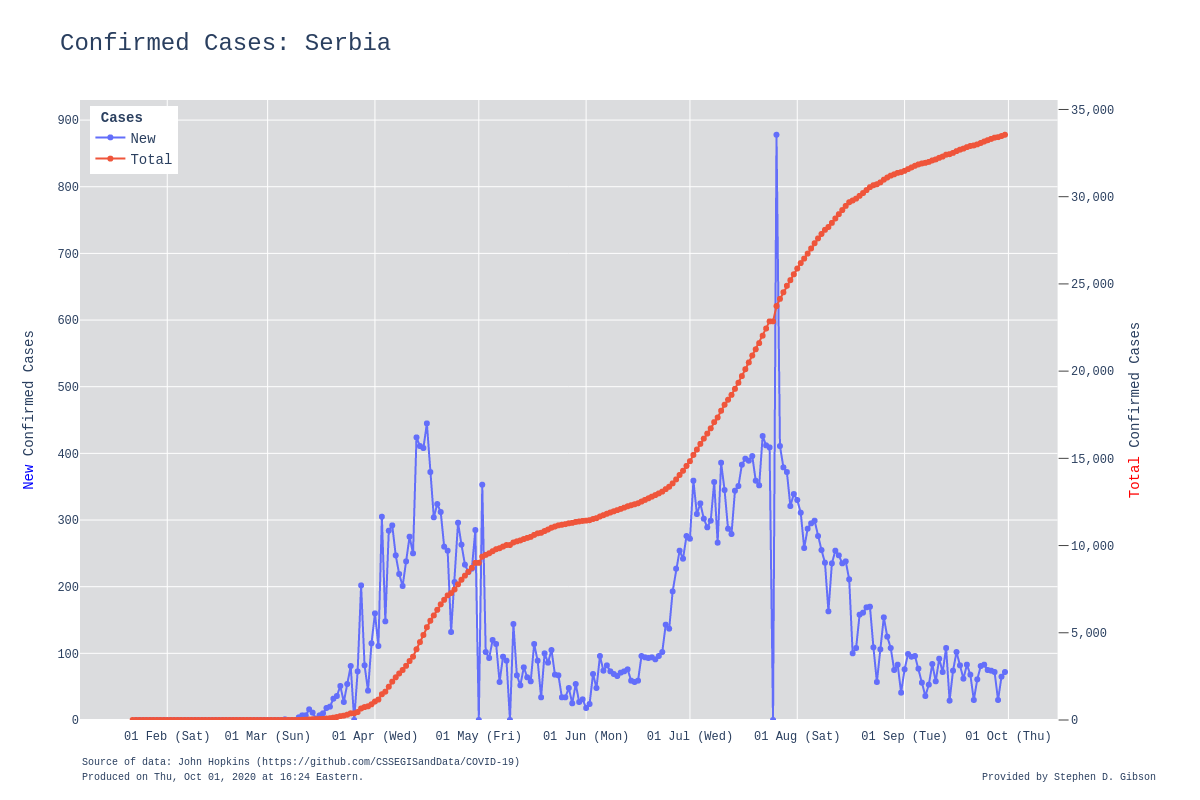 Confirmed Cases: Serbia
Cases
New
Total
900
800
700
600
500
400
300
200
100
0
New Confirmed Cases
35,000
30,000
25,000
20,000
15,000
10,000
5,000
0
Total Confirmed Cases
01 Feb (Sat) 01 Mar (Sun) 01 Apr (Wed) 01 May (Fri) 01 Jun (Mon) 01 Jul (Wed) 01 Aug (Sat) 01 Sep (Tue) 01 Oct (Thu)
Source of data: John Hopkins (https://github.com/CSSEGISandData/COVID-19)
Produced on Thu, Oct 01, 2020 at 16:24 Eastern.
Provided by Stephen D. Gibson